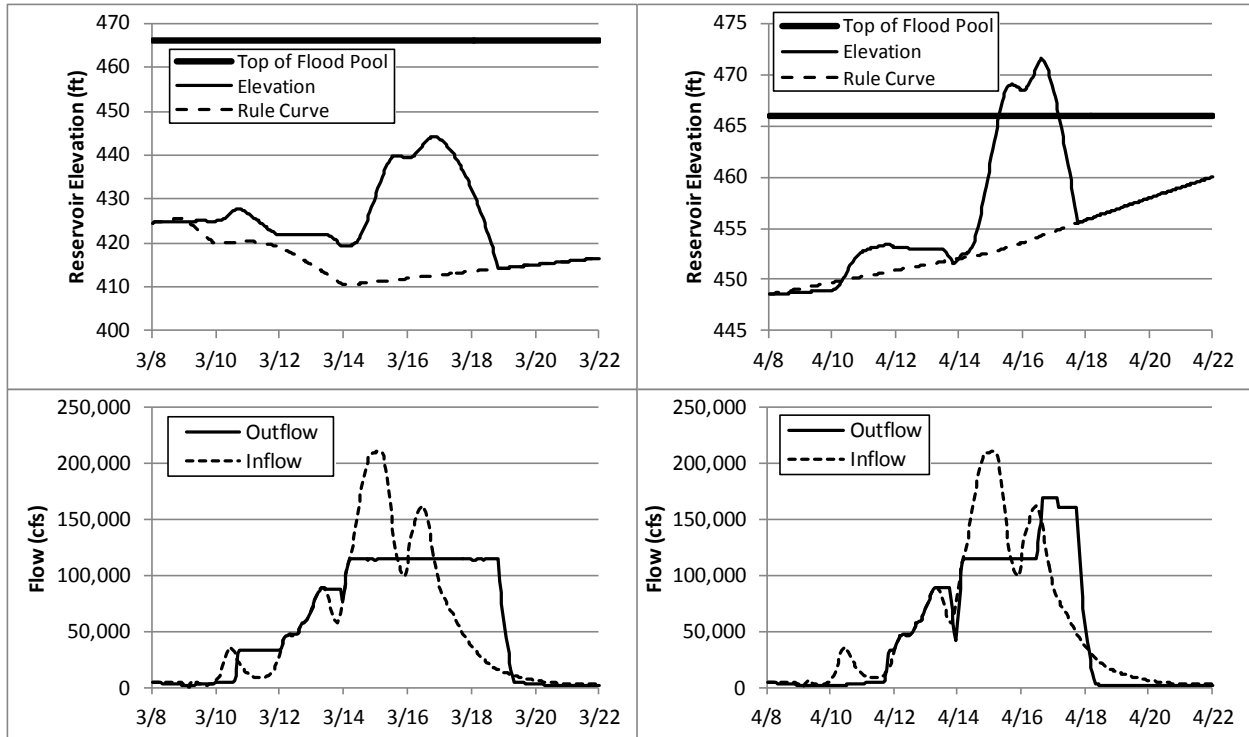 Reservoir Elevation (ft)
470
460
450
440
430
420
410
400
Top of Flood Pool
Elevation
Rule Curve
3/8 3/10 3/12 3/14 3/16 3/18 3/20 3/22
Reservoir Elevation (ft)
475
470
465
460
455
450
445
Top of Flood Pool
Elevation
Rule Curve
4/8 4/10 4/12 4/14 4/16 4/18 4/20 4/22
Flow (cfs)
250,000
200,000
150,000
100,000
50,000
0
Outflow
Inflow
3/8 3/10 3/12 3/14 3/16 3/18 3/20 3/22
Flow (cfs)
250,000
200,000
150,000
100,000
50,000
0
Outflow
Inflow
4/8 4/10 4/12 4/14 4/16 4/18 4/20 4/22